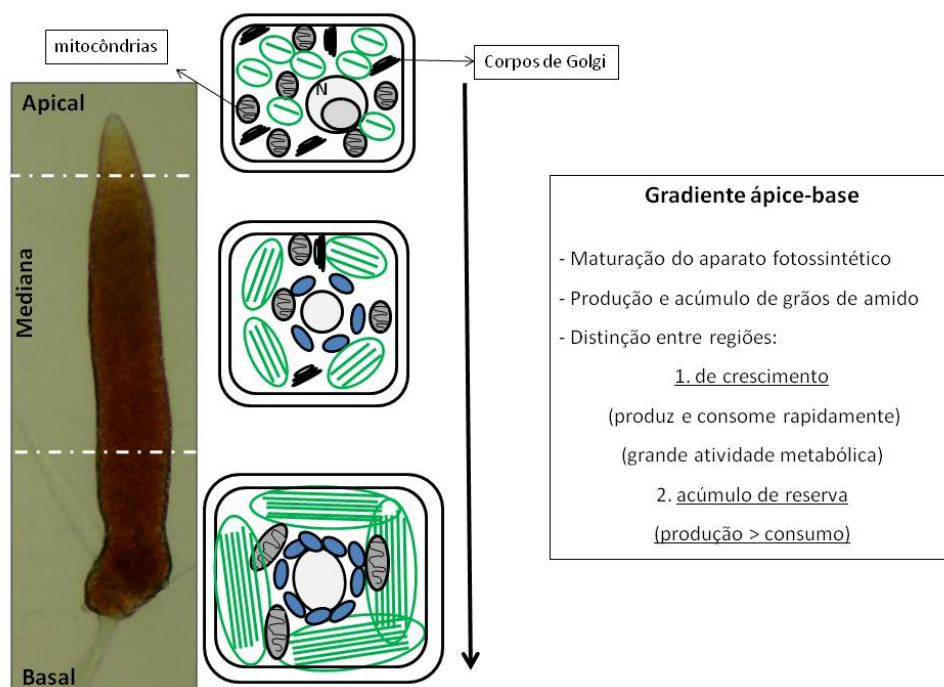 mitocôndrias
Corpos de Golgi
Apical
N
Mediana
Basal
Gradiente ápice-base
- Maturação do aparato fotossintético
- Produção e acúmulo de grãos de amido
- Distinção entre regiões:
1. de crescimento
(produz e consome rapidamente)
(grande atividade metabólica)
2. acúmulo de reserva
(produção > consumo)